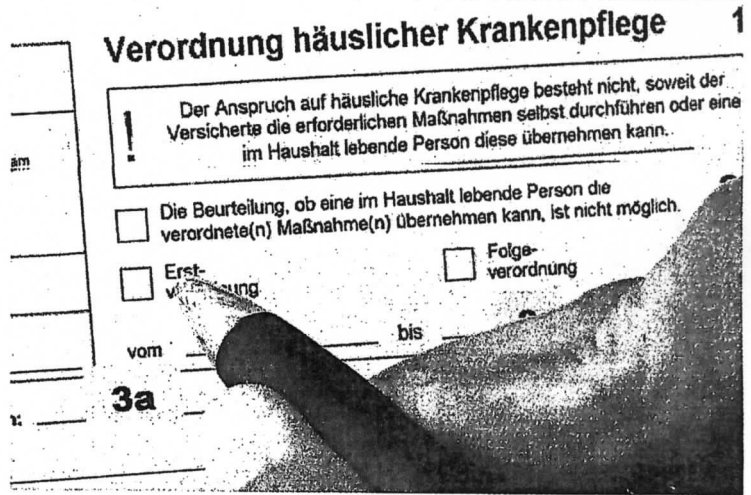 Verordnung häuslicher Krankenpflege 1
! Der Anspruch auf häusliche Krankenpflege besteht nicht, soweit der
Versicherte die erforderlichen Maßnahmen selbst durchführen oder eine
im Haushalt lebende Person diese übernehmen kann.
Die Beurteilung, ob eine im Haushalt lebende Person die
verordnete(n) Maßnahme(n) übernehmen kann, ist nicht möglich.
Erst-
Folge-
verordnung
vom bis
3a